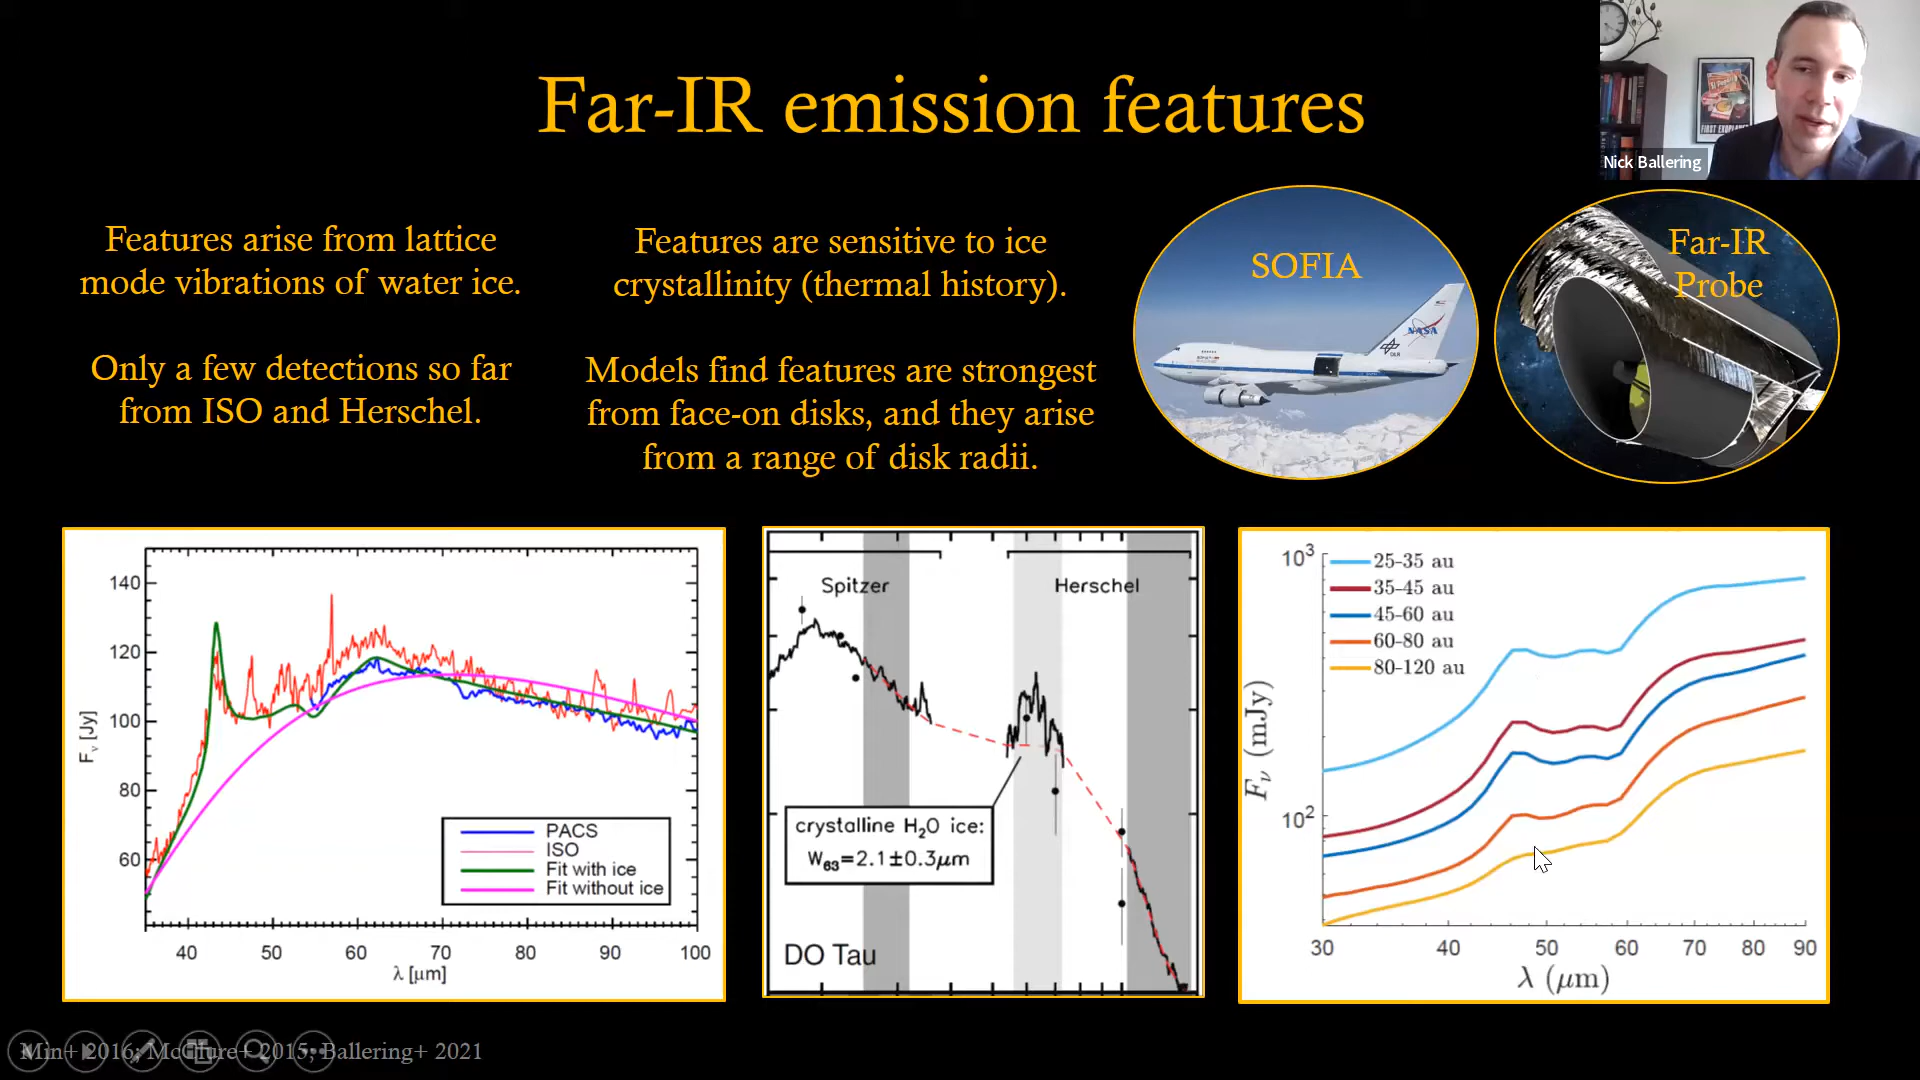 Far-IR emission features
Nick Ballering
FIRST EXOPLANE
Features arise from lattice
mode vibrations of water ice.
Only a few detections so far
from ISO and Herschel.
Features are sensitive to ice
crystallinity (thermal history).
Models find features are strongest
from face-on disks, and they arise
from a range of disk radii.
SOFIA
NASA
DLR
Far-IR
Probe
140
120
100
80
60
Fν [Jy]
PACS
ISO
Fit with ice
Fit without ice
40 50 60 70 80 90 100
λ [μm]
Spitzer
Herschel
crystalline H₂O ice:
W₆₃=2.1±0.3μm
DO Tau
10³
10²
Fν (mJy)
25-35 au
35-45 au
45-60 au
60-80 au
80-120 au
30 40 50 60 70 80 90
λ (μm)
Min+ 2016; McClure+ 2015; Ballering+ 2021